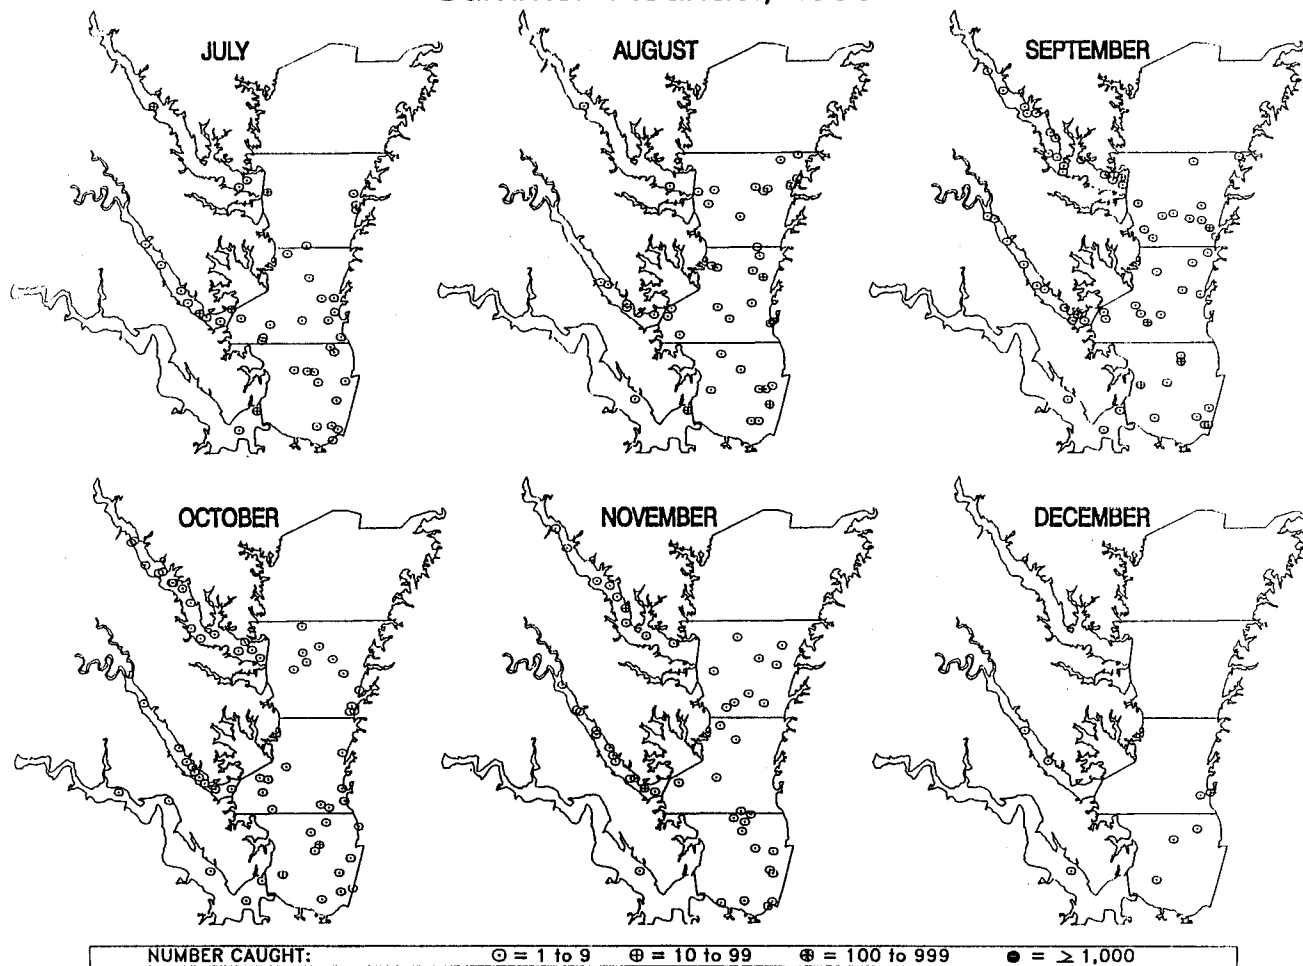 JULY
AUGUST
SEPTEMBER
OCTOBER
NOVEMBER
DECEMBER
NUMBER CAUGHT: = 1 to 9 = 10 to 99 = 100 to 999 = ≥ 1,000